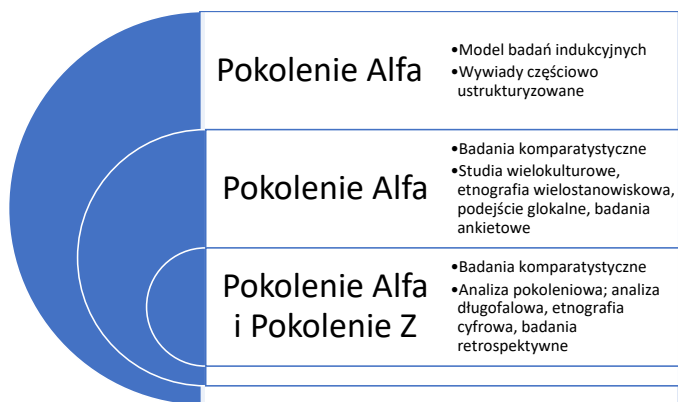 Pokolenie Alfa
•Model badań indukcyjnych
•Wywiady częściowo
ustrukturyzowane
Pokolenie Alfa
•Badania komparatystyczne
•Studia wielokulturowe,
etnografia wielostanowiskowa,
podejście glokalne, badania
ankietowe
Pokolenie Alfa
i Pokolenie Z
•Badania komparatystyczne
•Analiza pokoleniowa; analiza
długofalowa, etnografia
cyfrowa, badania
retrospektywne